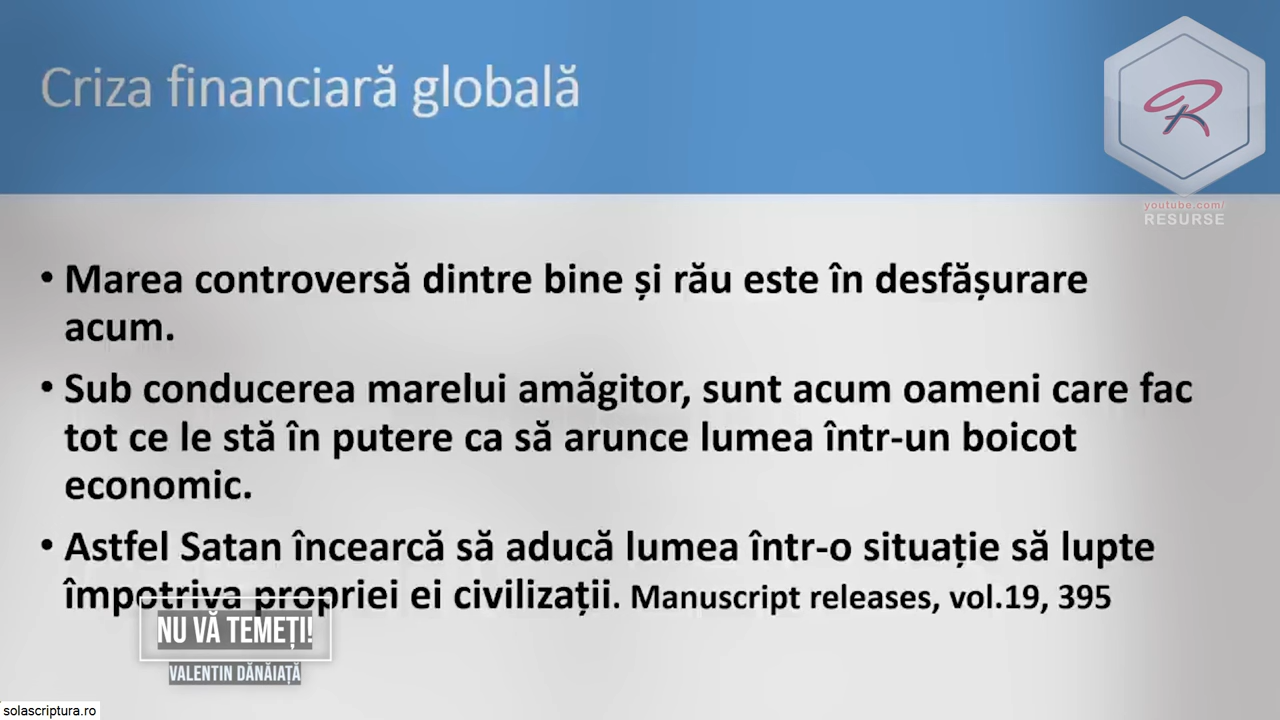 Criza financiară globală
R
youtube.com/
RESURSE
• Marea controversă dintre bine și rău este în desfășurare
acum.
• Sub conducerea marelui amăgitor, sunt acum oameni care fac
tot ce le stă în putere ca să arunce lumea într-un boicot
economic.
• Astfel Satan încearcă să aducă lumea într-o situație să lupte
împotriva propriei ei civilizații. Manuscript releases, vol.19, 395
NU VĂ TEMEȚI!
VALENTIN DĂNĂIAȚĂ
solascriptura.ro